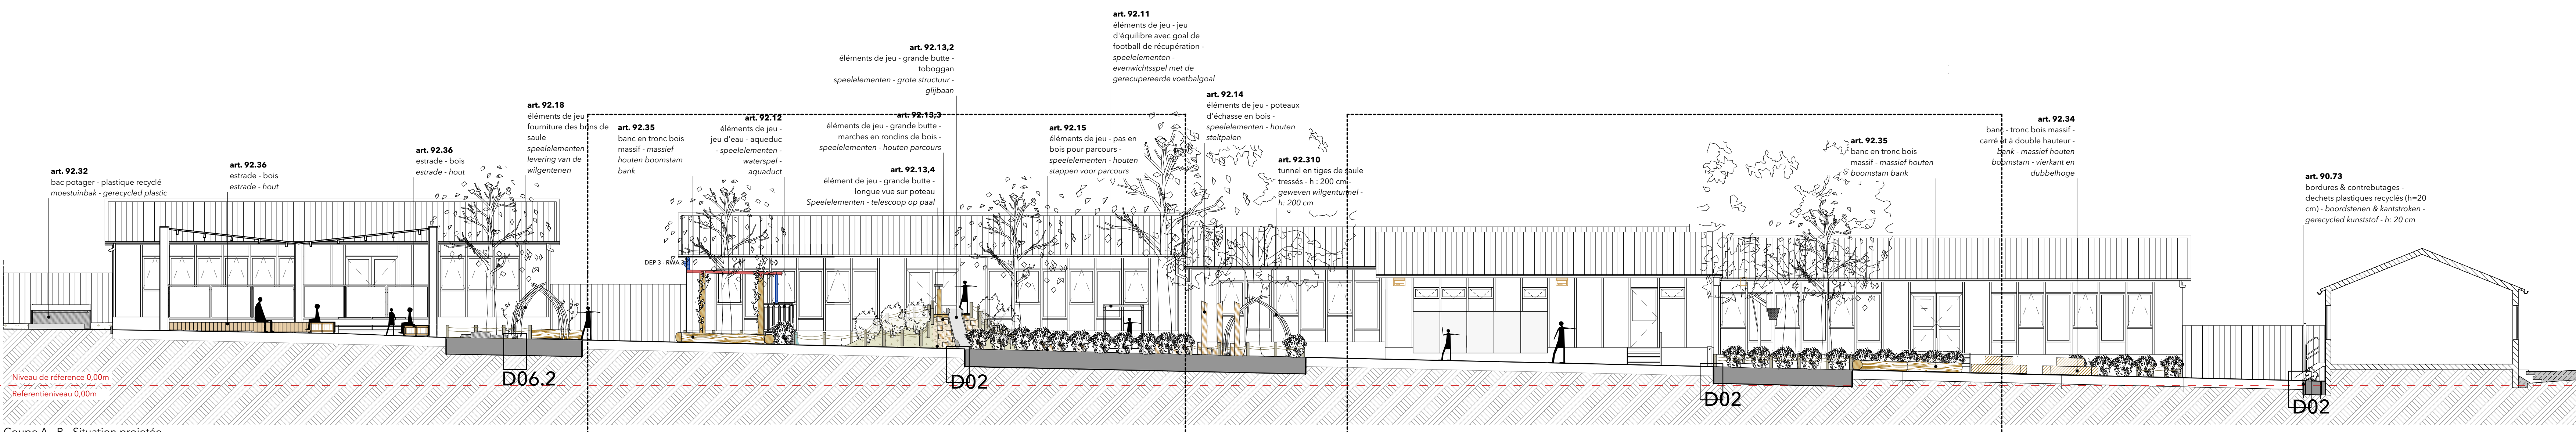 art. 92.32
bac potager - plastique recyclé
moestuinbak - gerecycled plastic
art. 92.36
estrade - bois
estrade - hout
art. 92.36
estrade - bois
estrade - hout
art. 92.18
éléments de jeu
fourniture des brins de
saule
speelelementen
levering van de
wilgentenen
art. 92.35
banc en tronc bois
massif - massief
houten boomstam
bank
art. 92.12
éléments de jeu -
jeu d'eau - aqueduc
- speelelementen -
waterspel -
aquaduct
DEP 3 - RWA 3
art. 92.13,2
éléments de jeu - grande butte -
toboggan
speelelementen - grote structuur -
glijbaan
art. 92.13,3
éléments de jeu - grande butte -
marches en rondins de bois -
speelelementen - houten parcours
art. 92.13,4
élément de jeu - grande butte -
longue vue sur poteau
Speelelementen - telescoop op paal
art. 92.15
éléments de jeu - pas en
bois pour parcours -
speelelementen - houten
stappen voor parcours
art. 92.11
éléments de jeu - jeu
d'équilibre avec goal de
football de récupération -
speelelementen -
evenwichtsspel met de
gerecupereerde voetbalgoal
art. 92.14
éléments de jeu - poteaux
d'échasse en bois -
speelelementen - houten
steltpalen
art. 92.310
tunnel en tiges de saule
tressés - h : 200 cm -
geweven wilgentunnel -
h: 200 cm
art. 92.35
banc en tronc bois
massif - massief houten
boomstam bank
art. 92.34
banc - tronc bois massif -
carré et à double hauteur -
bank - massief houten
boomstam - vierkant en
dubbelhoge
art. 90.73
bordures & contrebutages -
dechets plastiques recyclés (h=20
cm) - boordstenen & kantstroken -
gerecycled kunststof - h: 20 cm
Niveau de réference 0,00m
Referentieniveau 0,00m
D06.2
D02
D02
D02
Coupe A - B - Situation projetée